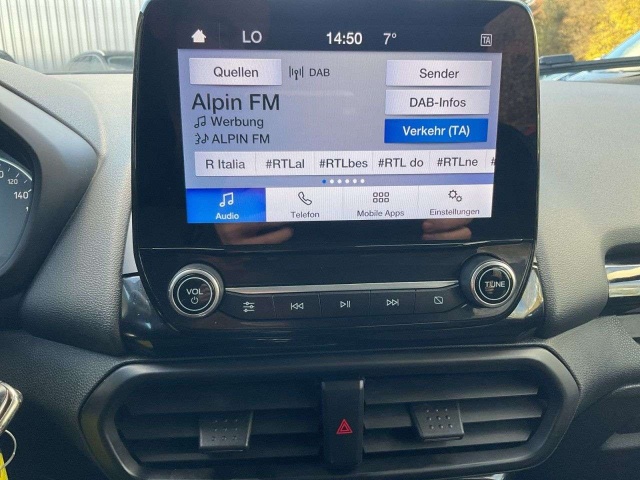 LO 14:50 7° TA
Quellen DAB Sender
Alpin FM DAB-Infos
Werbung Verkehr (TA)
ALPIN FM
R Italia #RTLal #RTLbes #RTL do #RTLne #
Audio Telefon Mobile Apps Einstellungen
VOL TUNE
120
140